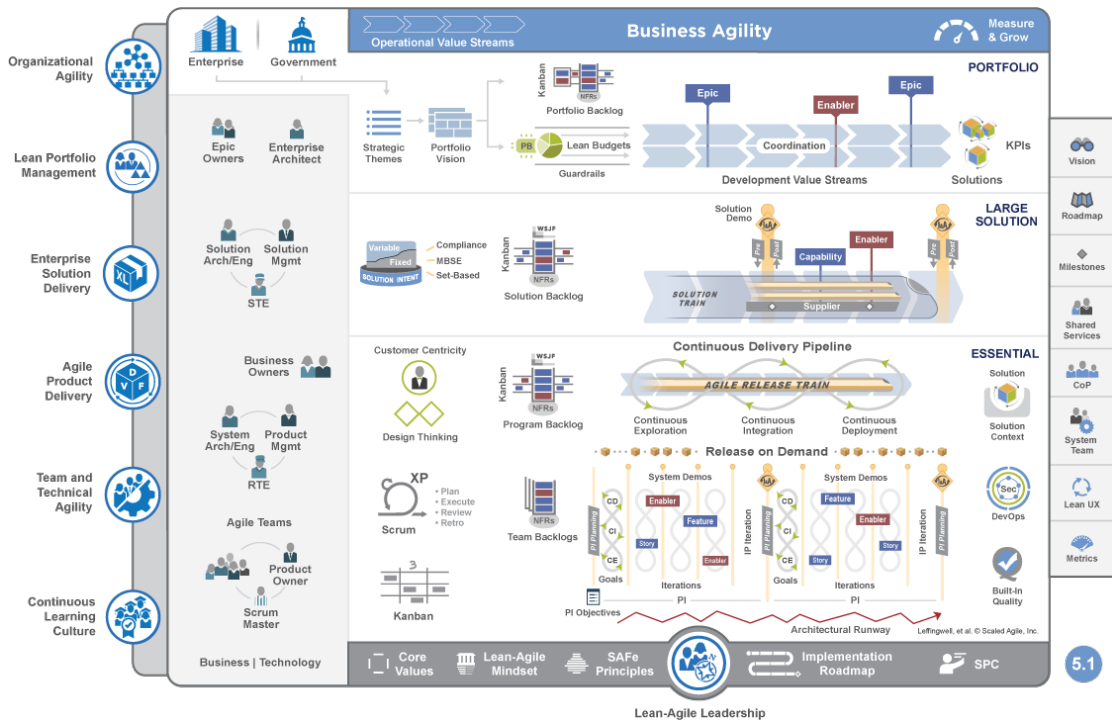 Operational Value Streams
Business Agility
Measure
& Grow
Enterprise
Government
Organizational
Agility
Lean Portfolio
Management
Enterprise
Solution
Delivery
XL
Agile
Product
Delivery
D
V
F
Team and
Technical
Agility
Continuous
Learning
Culture
Epic
Owners
Enterprise
Architect
Solution
Arch/Eng
Solution
Mgmt
STE
Business
Owners
System
Arch/Eng
Product
Mgmt
RTE
Agile Teams
Product
Owner
Scrum
Master
Business | Technology
PORTFOLIO
Strategic
Themes
Portfolio
Vision
Kanban
NFRs
Portfolio Backlog
PB
Lean Budgets
Guardrails
Epic
Enabler
Epic
Coordination
Development Value Streams
KPIs
Solutions
LARGE
SOLUTION
Variable
Fixed
SOLUTION INTENT
Compliance
MBSE
Set-Based
WSJF
Kanban
NFRs
Solution Backlog
Solution
Demo
I&A
Pre
Post
Capability
Enabler
I&A
Pre
Post
SOLUTION
TRAIN
Supplier
ESSENTIAL
Customer Centricity
Design Thinking
WSJF
Kanban
NFRs
Program Backlog
Continuous Delivery Pipeline
AGILE RELEASE TRAIN
Continuous
Exploration
Continuous
Integration
Continuous
Deployment
Solution
Solution
Context
Release on Demand
XP
• Plan
• Execute
• Review
• Retro
Scrum
NFRs
Team Backlogs
3
Kanban
System Demos
System Demos
PI Planning
CD
CI
CE
Goals
Enabler
Feature
Story
Enabler
Iterations
IP Iteration
I&A
PI Planning
CD
CI
CE
Goals
Feature
Enabler
Story
Story
Iterations
IP Iteration
I&A
PI Planning
PI
PI
PI Objectives
Architectural Runway
Sec
DevOps
Built-In
Quality
Leffingwell, et al. © Scaled Agile, Inc.
Vision
Roadmap
Milestones
Shared
Services
CoP
System
Team
Lean UX
Metrics
Core
Values
Lean-Agile
Mindset
SAFe
Principles
N
Implementation
Roadmap
SPC
5.1
Lean-Agile Leadership